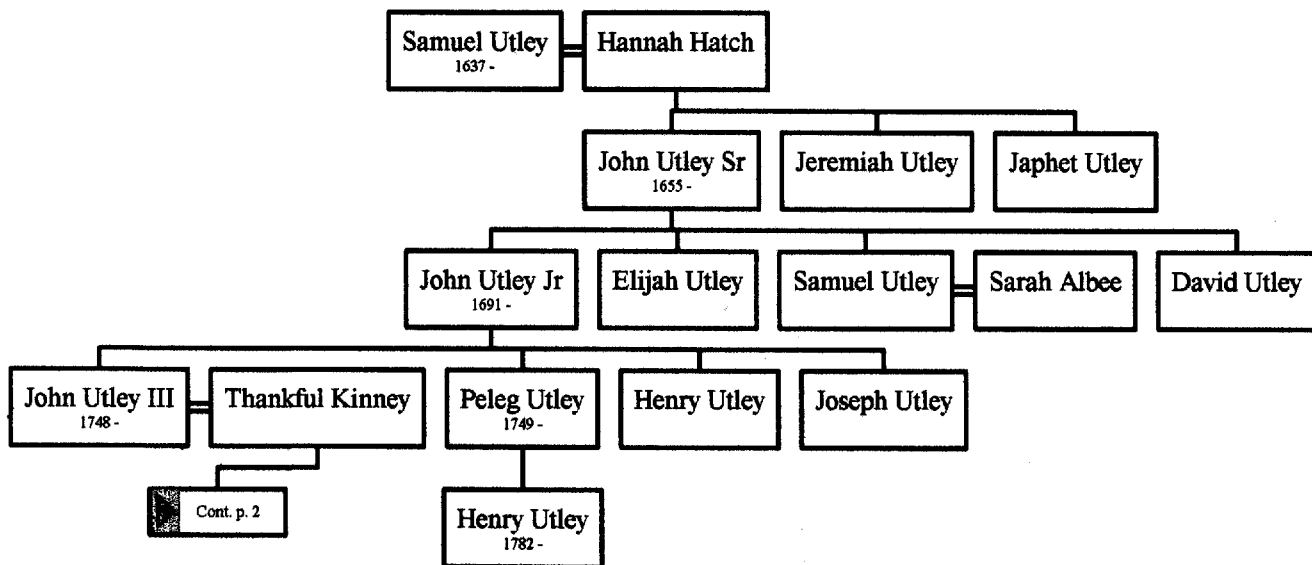 Samuel Utley
1637 -
Hannah Hatch
John Utley Sr
1655 -
Jeremiah Utley
Japhet Utley
John Utley Jr
1691 -
Elijah Utley
Samuel Utley
Sarah Albee
David Utley
John Utley III
1748 -
Thankful Kinney
Peleg Utley
1749 -
Henry Utley
Joseph Utley
Cont. p. 2
Henry Utley
1782 -